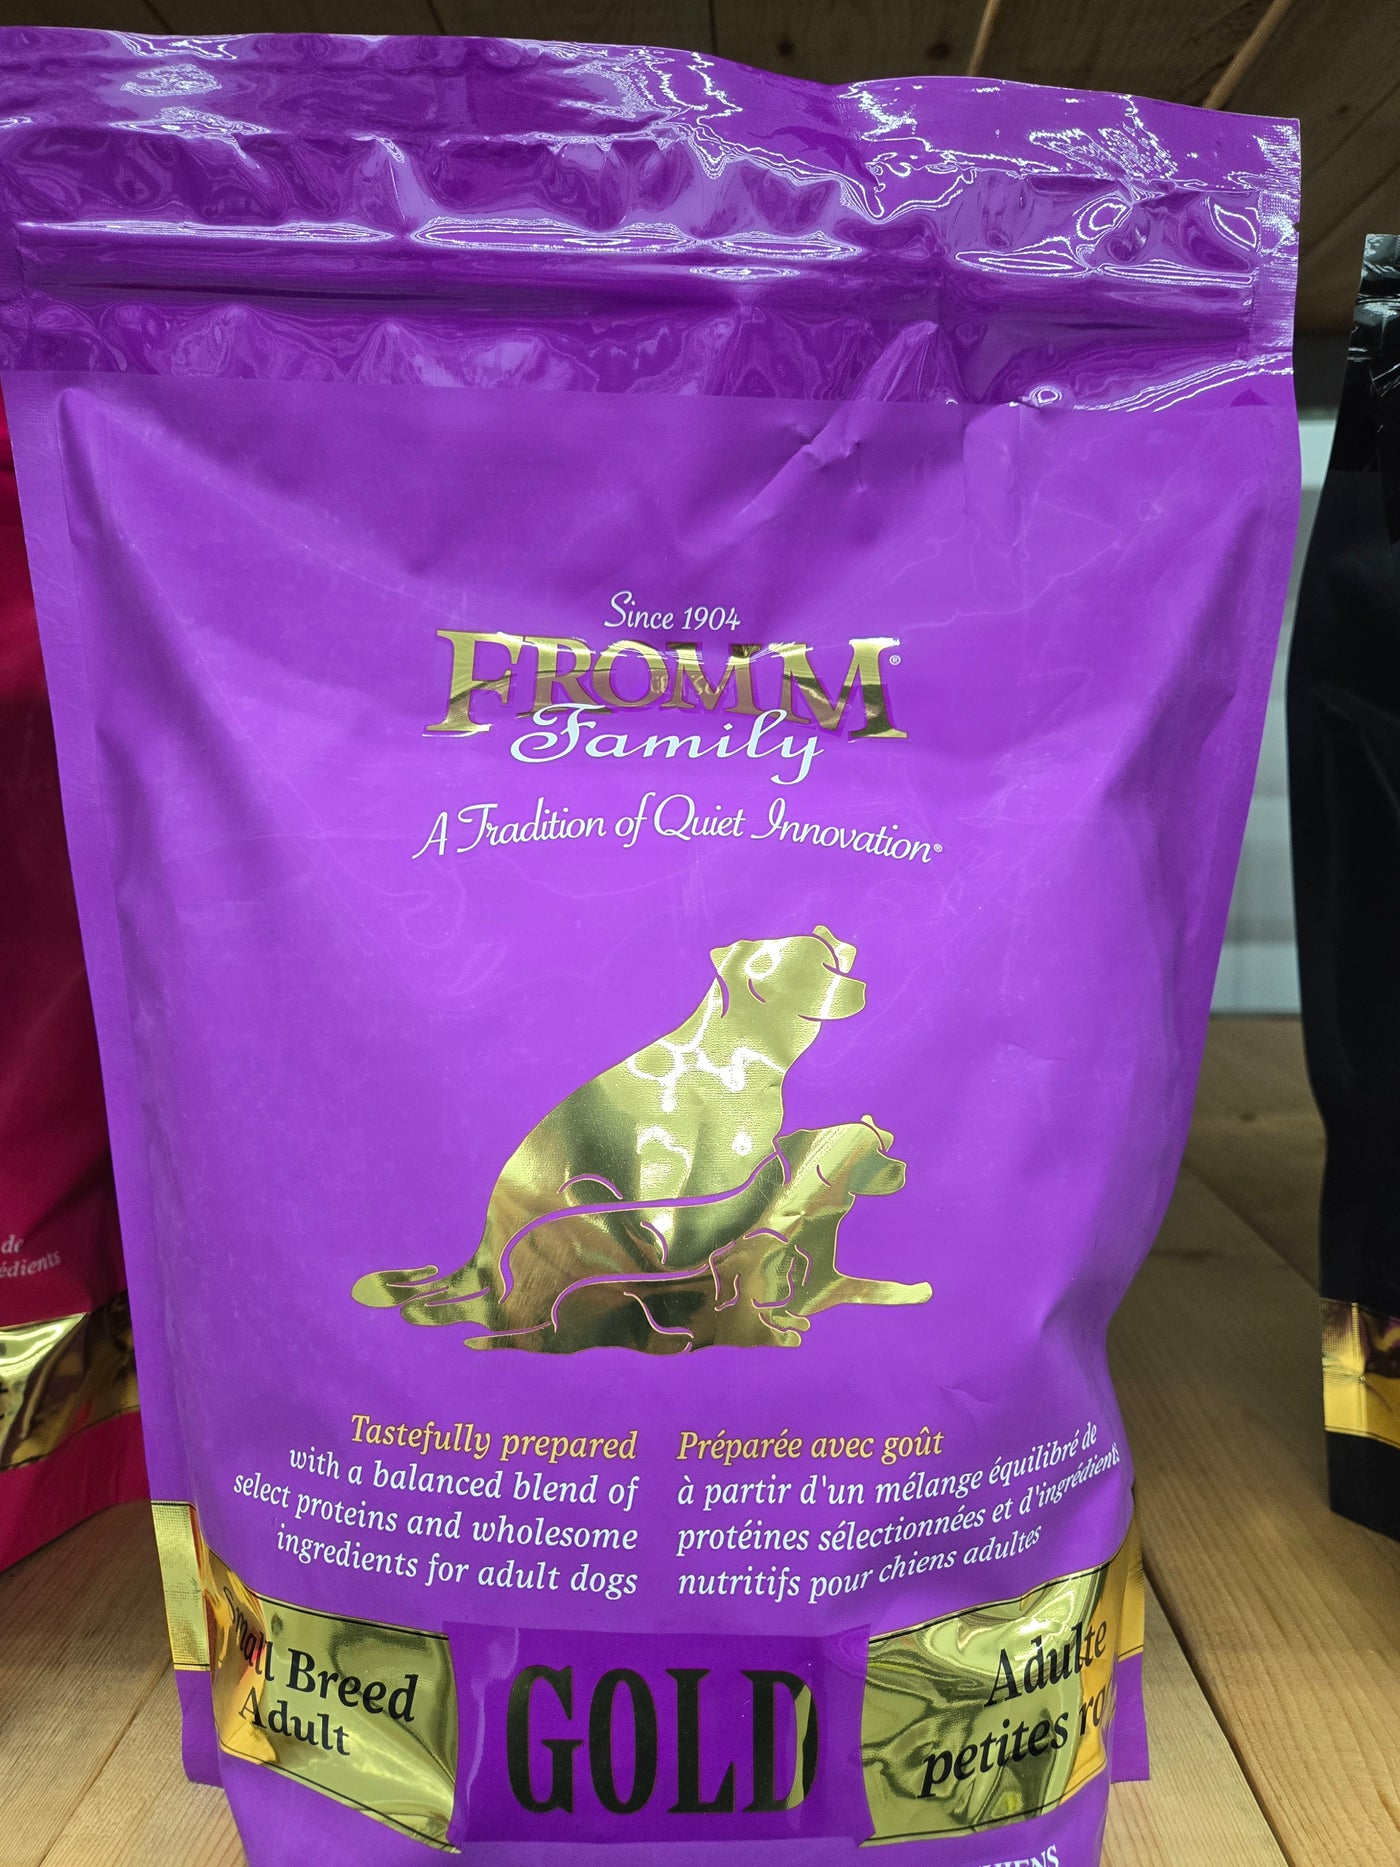 Since 1904
FROMM®
Family
A Tradition of Quiet Innovation®
Tastefully prepared
with a balanced blend of
select proteins and wholesome
ingredients for adult dogs
Préparée avec goût
à partir d'un mélange équilibré de
protéines sélectionnées et d'ingrédients
nutritifs pour chiens adultes
Small Breed
Adult
GOLD
Adulte
petites
de